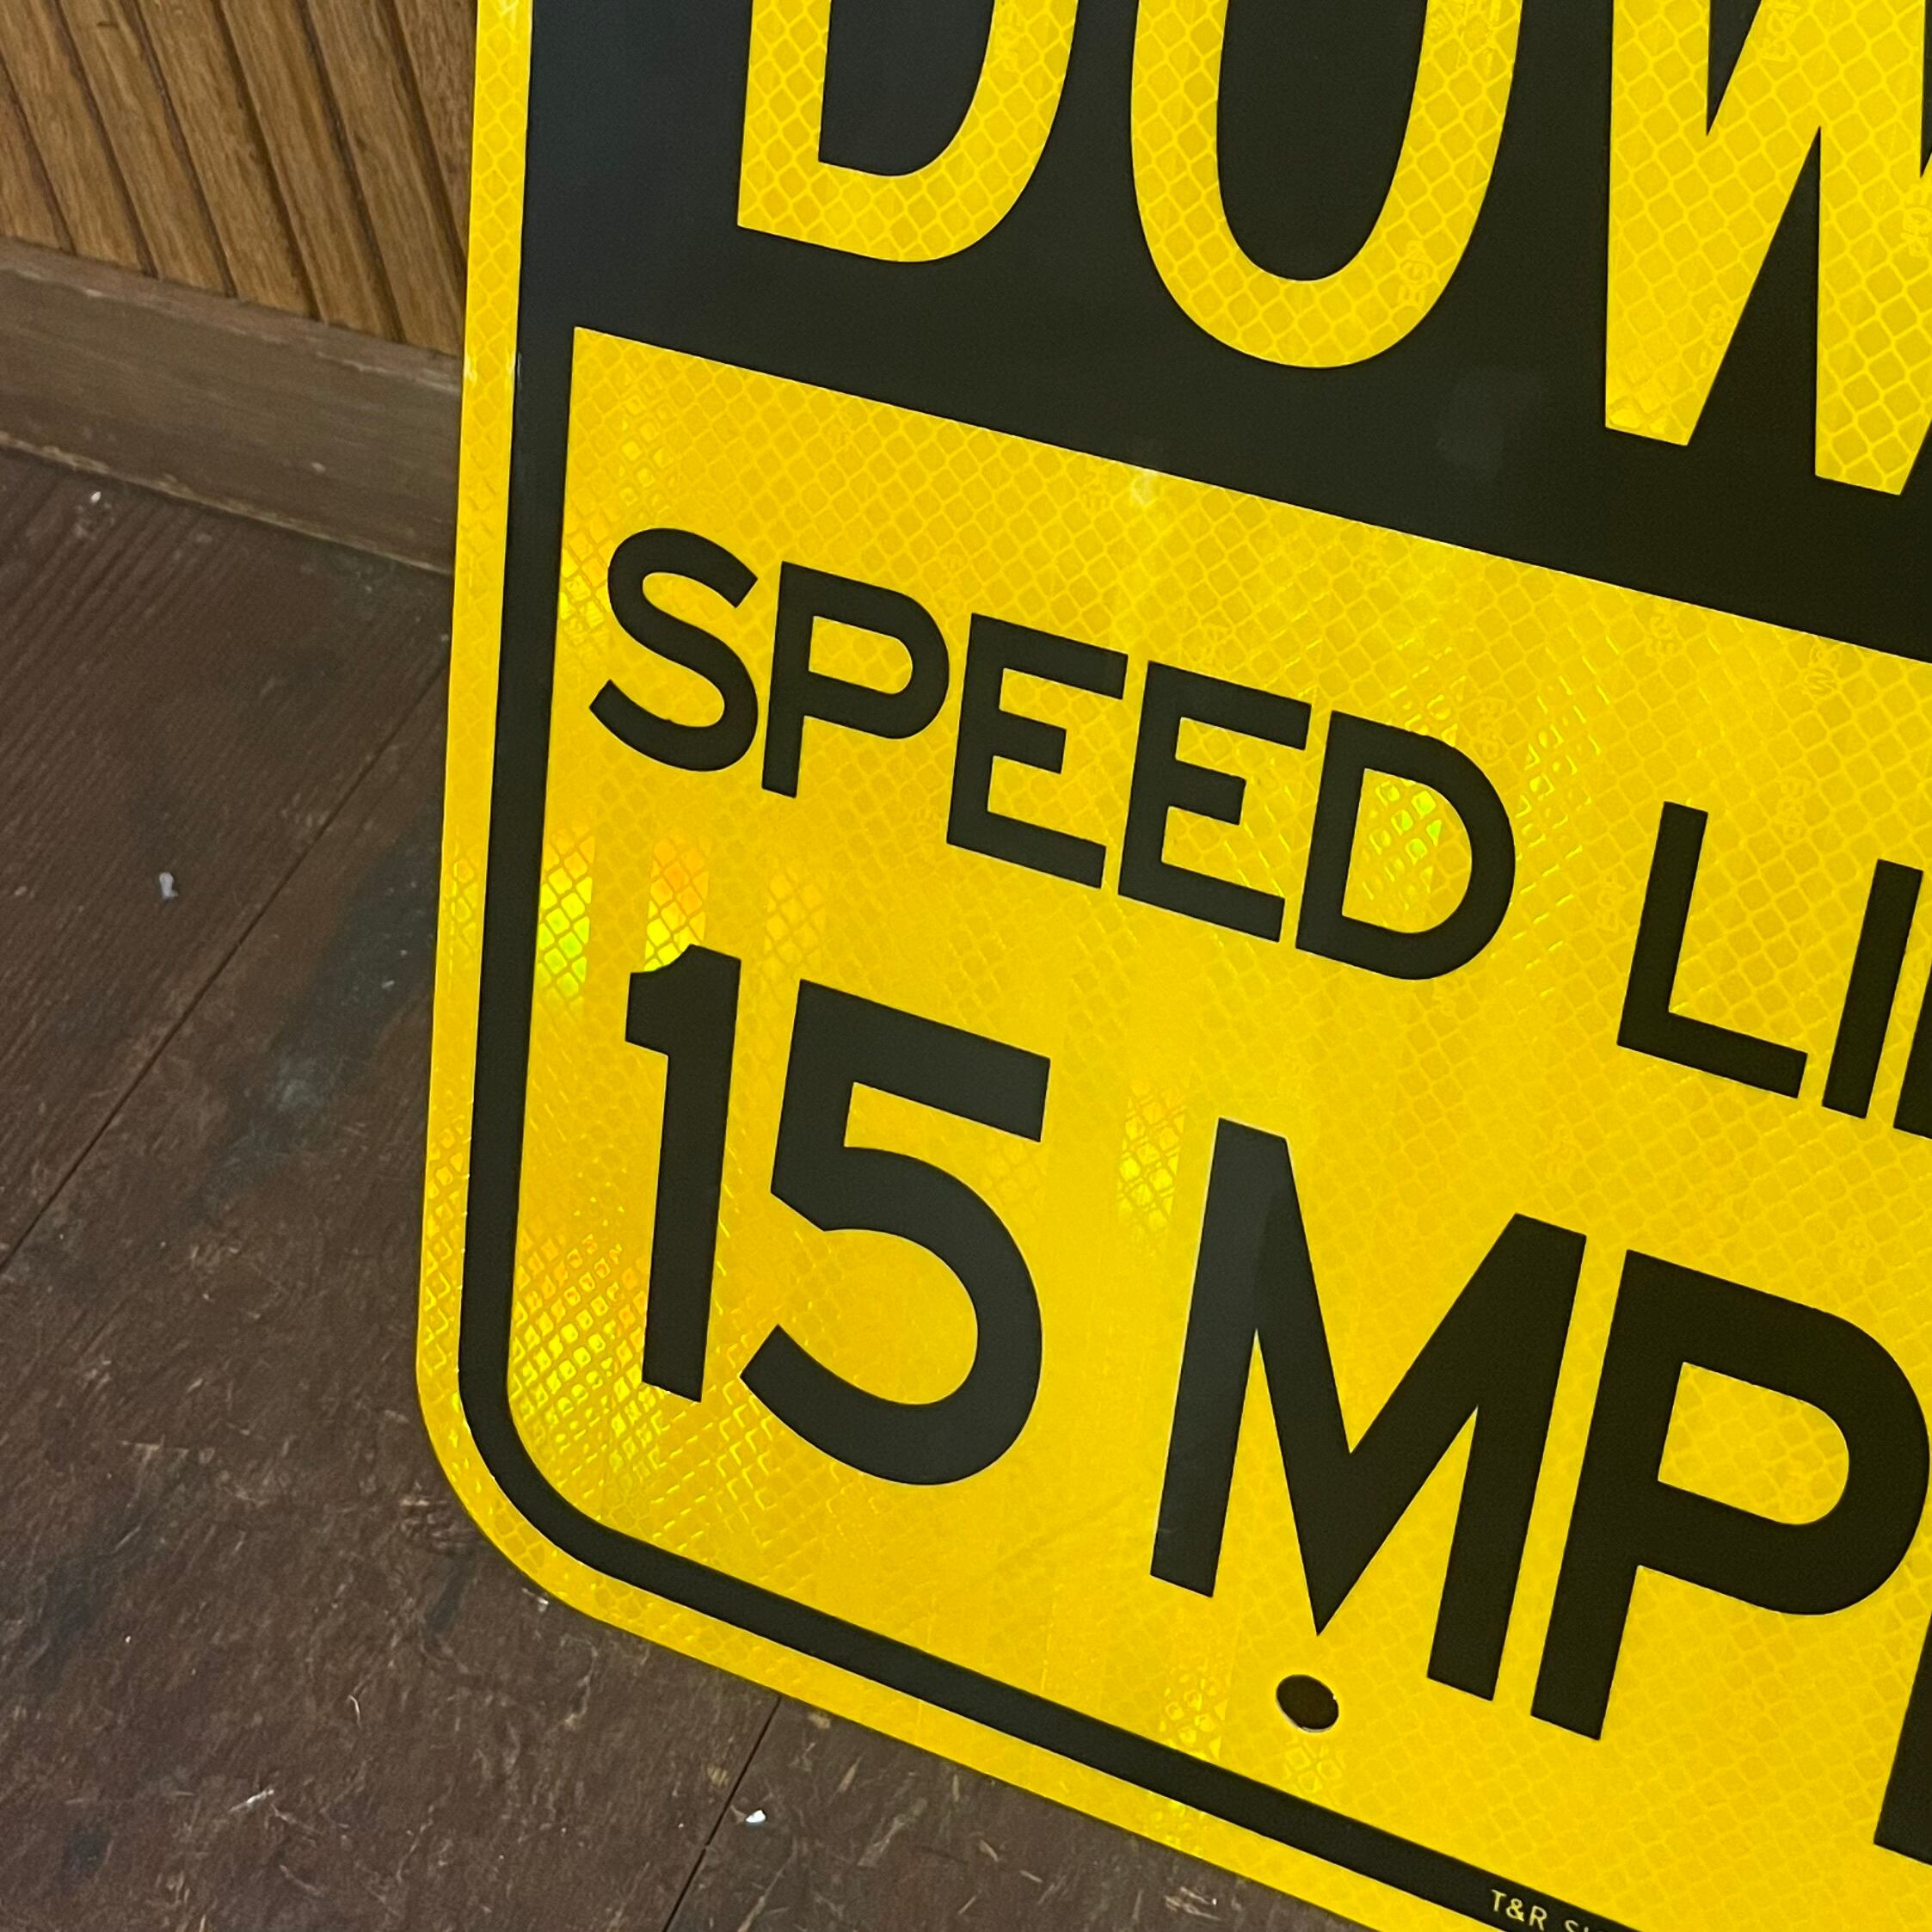 DOW
SPEED LI
15 MP
T&R S